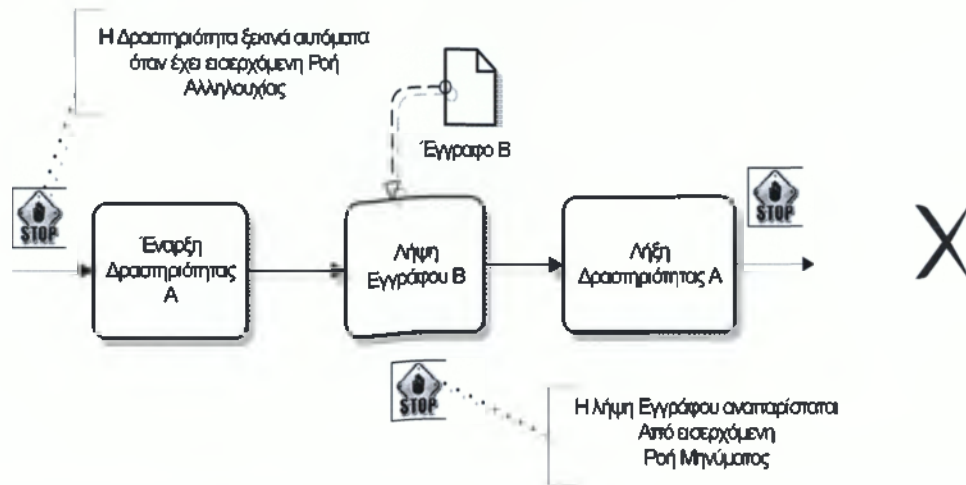 Η Δραστηριότητα ξεκινά αυτόματα
όταν έχει εισερχόμενη Ροή
Αλληλουχίας
Έγγραφο Β
STOP
STOP
Έναρξη
Δραστηριότητας
Α
Λήψη
Εγγράφου Β
Λήξη
Δραστηριότητας Α
X
STOP
Η λήψη Εγγράφου αναπαρίσταται
Από εισερχόμενη
Ροή Μηνύματος